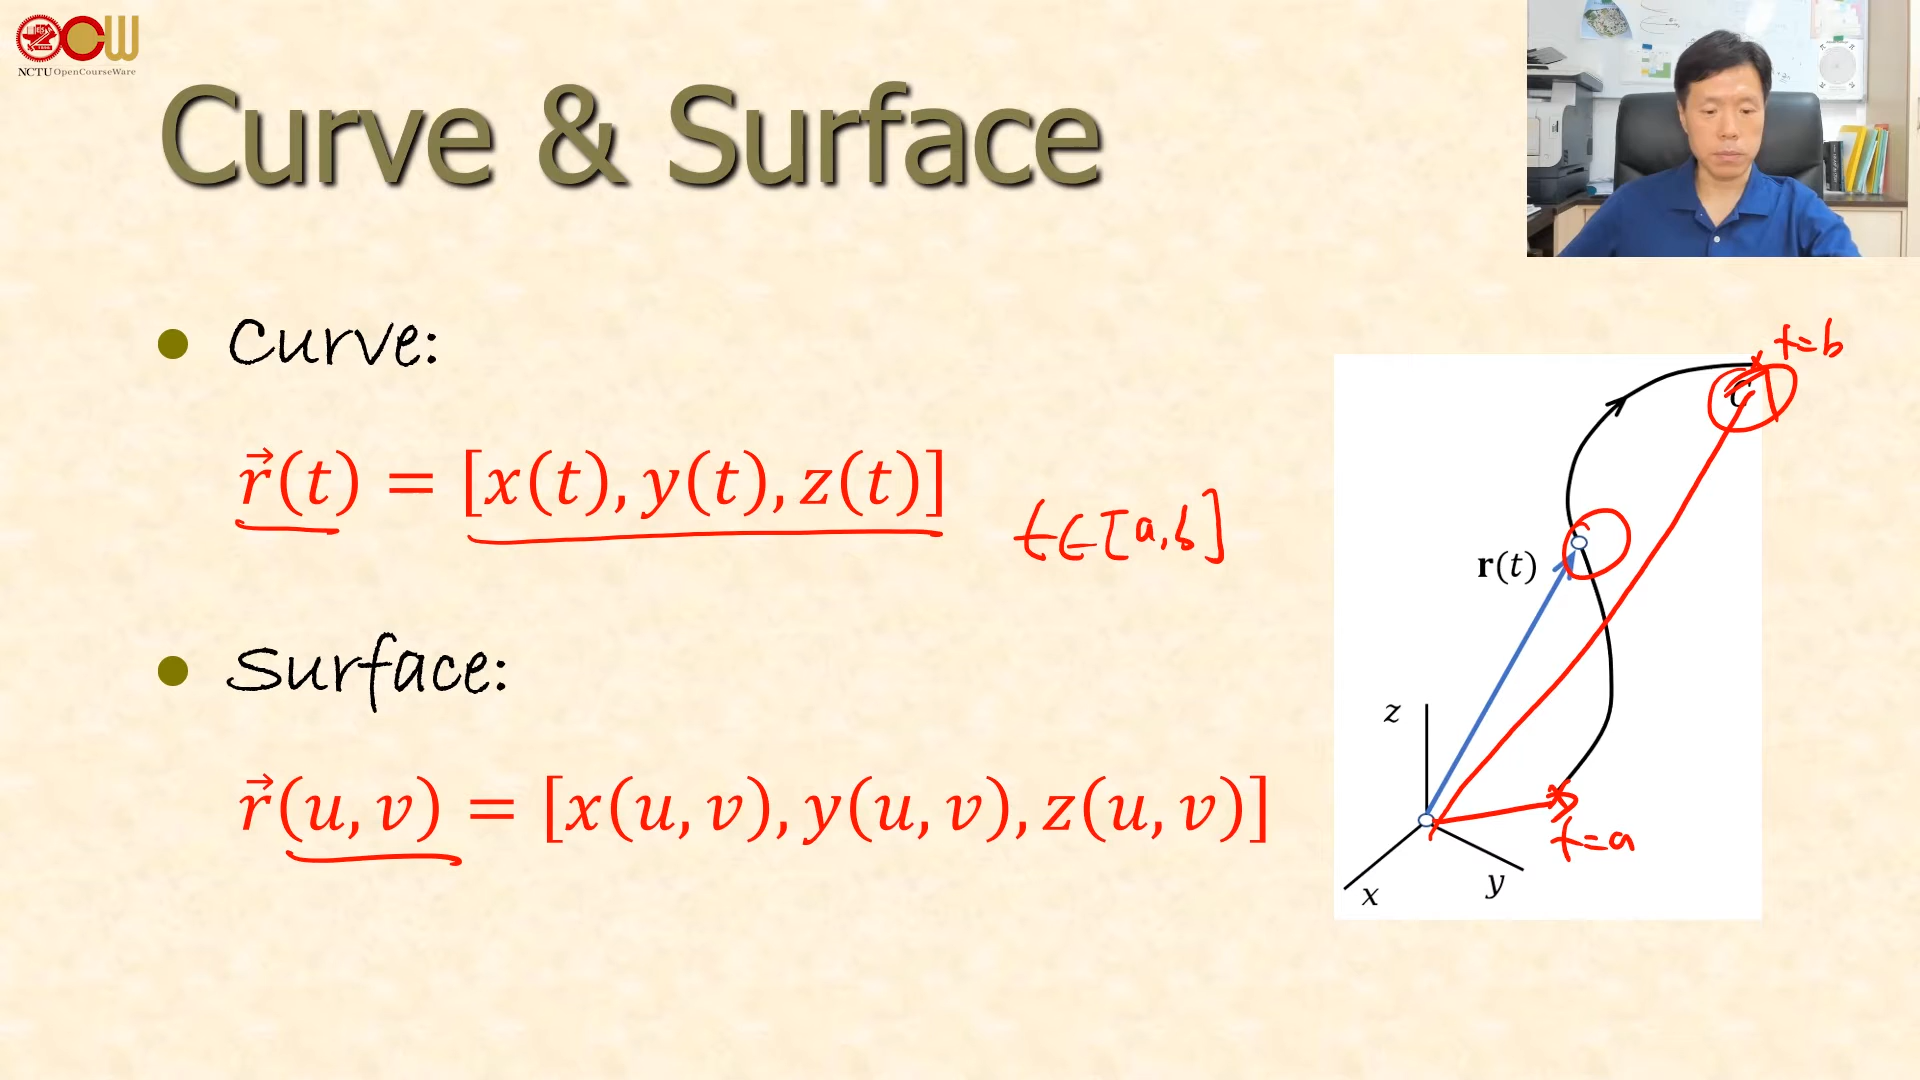 NCTU OpenCourseWare
Curve & Surface
Curve:
r⃗(t) = [x(t), y(t), z(t)]
t∈[a,b]
Surface:
r⃗(u, v) = [x(u, v), y(u, v), z(u, v)]
t=b
C
r(t)
z
t=a
y
x